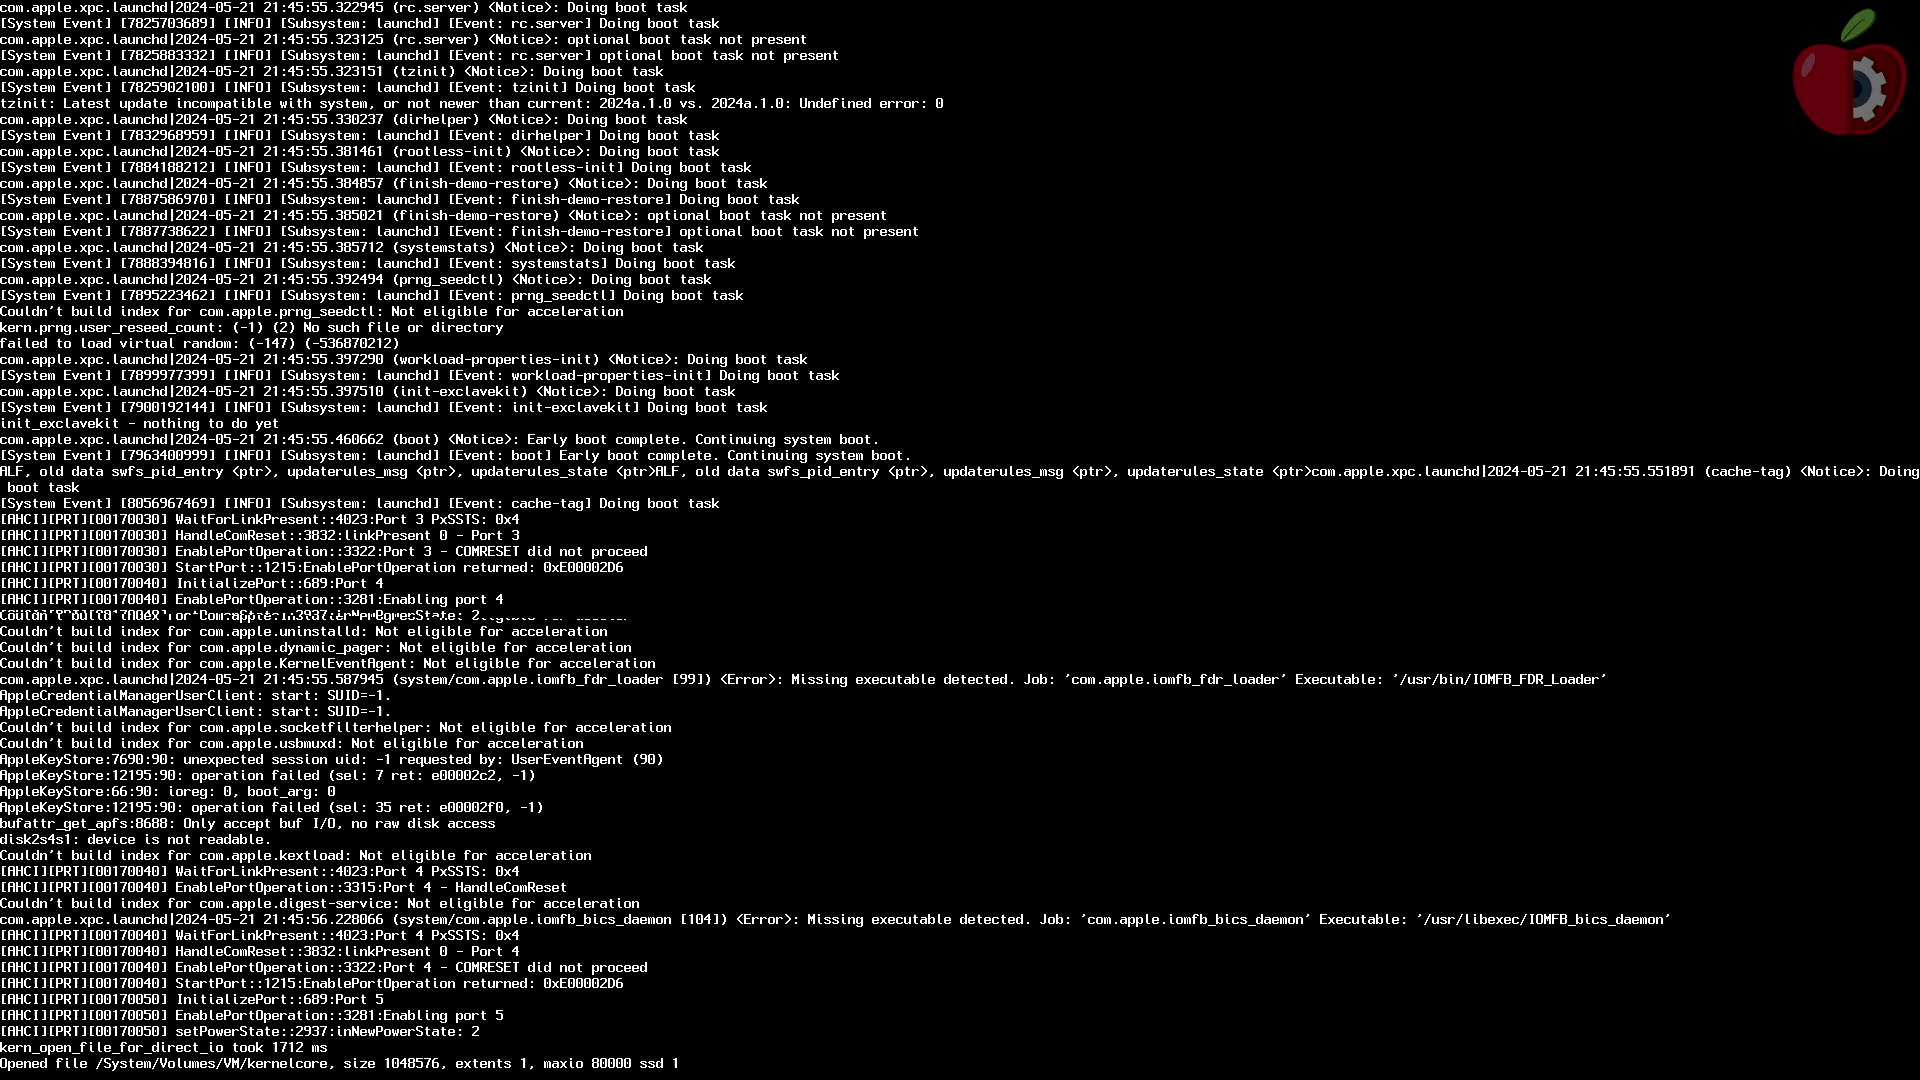 com.apple.xpc.launchd|2024-05-21 21:45:55.322945 (rc.server) <Notice>: Doing boot task
[System Event] [7825703689] [INFO] [Subsystem: launchd] [Event: rc.server] Doing boot task
com.apple.xpc.launchd|2024-05-21 21:45:55.323125 (rc.server) <Notice>: optional boot task not present
[System Event] [7825883332] [INFO] [Subsystem: launchd] [Event: rc.server] optional boot task not present
com.apple.xpc.launchd|2024-05-21 21:45:55.323151 (tzinit) <Notice>: Doing boot task
[System Event] [7825902100] [INFO] [Subsystem: launchd] [Event: tzinit] Doing boot task
tzinit: Latest update incompatible with system, or not newer than current: 2024a.1.0 vs. 2024a.1.0: Undefined error: 0
com.apple.xpc.launchd|2024-05-21 21:45:55.330237 (dirhelper) <Notice>: Doing boot task
[System Event] [7832968959] [INFO] [Subsystem: launchd] [Event: dirhelper] Doing boot task
com.apple.xpc.launchd|2024-05-21 21:45:55.381461 (rootless-init) <Notice>: Doing boot task
[System Event] [7884188212] [INFO] [Subsystem: launchd] [Event: rootless-init] Doing boot task
com.apple.xpc.launchd|2024-05-21 21:45:55.384857 (finish-demo-restore) <Notice>: Doing boot task
[System Event] [7887586970] [INFO] [Subsystem: launchd] [Event: finish-demo-restore] Doing boot task
com.apple.xpc.launchd|2024-05-21 21:45:55.385021 (finish-demo-restore) <Notice>: optional boot task not present
[System Event] [7887738622] [INFO] [Subsystem: launchd] [Event: finish-demo-restore] optional boot task not present
com.apple.xpc.launchd|2024-05-21 21:45:55.385712 (systemstats) <Notice>: Doing boot task
[System Event] [7888394816] [INFO] [Subsystem: launchd] [Event: systemstats] Doing boot task
com.apple.xpc.launchd|2024-05-21 21:45:55.392494 (prng_seedctl) <Notice>: Doing boot task
[System Event] [7895223462] [INFO] [Subsystem: launchd] [Event: prng_seedctl] Doing boot task
Couldn't build index for com.apple.prng_seedctl: Not eligible for acceleration
kern.prng.user_reseed_count: (-1) (2) No such file or directory
failed to load virtual random: (-147) (-536870212)
com.apple.xpc.launchd|2024-05-21 21:45:55.397290 (workload-properties-init) <Notice>: Doing boot task
[System Event] [7899977399] [INFO] [Subsystem: launchd] [Event: workload-properties-init] Doing boot task
com.apple.xpc.launchd|2024-05-21 21:45:55.397510 (init-exclavekit) <Notice>: Doing boot task
[System Event] [7900192144] [INFO] [Subsystem: launchd] [Event: init-exclavekit] Doing boot task
init_exclavekit - nothing to do yet
com.apple.xpc.launchd|2024-05-21 21:45:55.460662 (boot) <Notice>: Early boot complete. Continuing system boot.
[System Event] [7963400999] [INFO] [Subsystem: launchd] [Event: boot] Early boot complete. Continuing system boot.
ALF, old data swfs_pid_entry <ptr>, updaterules_msg <ptr>, updaterules_state <ptr>ALF, old data swfs_pid_entry <ptr>, updaterules_msg <ptr>, updaterules_state <ptr>com.apple.xpc.launchd|2024-05-21 21:45:55.551891 (cache-tag) <Notice>: Doing
 boot task
[System Event] [8056967469] [INFO] [Subsystem: launchd] [Event: cache-tag] Doing boot task
[AHCI][PRT][00170030] WaitForLinkPresent::4023:Port 3 PxSSTS: 0x4
[AHCI][PRT][00170030] HandleComReset::3832:linkPresent 0 - Port 3
[AHCI][PRT][00170030] EnablePortOperation::3322:Port 3 - COMRESET did not proceed
[AHCI][PRT][00170030] StartPort::1215:EnablePortOperation returned: 0xE00002D6
[AHCI][PRT][00170040] InitializePort::689:Port 4
[AHCI][PRT][00170040] EnablePortOperation::3281:Enabling port 4
Couldn't build index for com.apple.uninstalld: Not eligible for acceleration
Couldn't build index for com.apple.dynamic_pager: Not eligible for acceleration
Couldn't build index for com.apple.KernelEventAgent: Not eligible for acceleration
com.apple.xpc.launchd|2024-05-21 21:45:55.587945 (system/com.apple.iomfb_fdr_loader [99]) <Error>: Missing executable detected. Job: 'com.apple.iomfb_fdr_loader' Executable: '/usr/bin/IOMFB_FDR_Loader'
AppleCredentialManagerUserClient: start: SUID=-1.
AppleCredentialManagerUserClient: start: SUID=-1.
Couldn't build index for com.apple.socketfilterhelper: Not eligible for acceleration
Couldn't build index for com.apple.usbmuxd: Not eligible for acceleration
AppleKeyStore:7690:90: unexpected session uid: -1 requested by: UserEventAgent (90)
AppleKeyStore:12195:90: operation failed (sel: 7 ret: e00002c2, -1)
AppleKeyStore:66:90: ioreg: 0, boot_arg: 0
AppleKeyStore:12195:90: operation failed (sel: 35 ret: e00002f0, -1)
bufattr_get_apfs:8688: Only accept buf I/O, no raw disk access
disk2s4s1: device is not readable.
Couldn't build index for com.apple.kextload: Not eligible for acceleration
[AHCI][PRT][00170040] WaitForLinkPresent::4023:Port 4 PxSSTS: 0x4
[AHCI][PRT][00170040] EnablePortOperation::3315:Port 4 - HandleComReset
Couldn't build index for com.apple.digest-service: Not eligible for acceleration
com.apple.xpc.launchd|2024-05-21 21:45:56.228066 (system/com.apple.iomfb_bics_daemon [104]) <Error>: Missing executable detected. Job: 'com.apple.iomfb_bics_daemon' Executable: '/usr/libexec/IOMFB_bics_daemon'
[AHCI][PRT][00170040] WaitForLinkPresent::4023:Port 4 PxSSTS: 0x4
[AHCI][PRT][00170040] HandleComReset::3832:linkPresent 0 - Port 4
[AHCI][PRT][00170040] EnablePortOperation::3322:Port 4 - COMRESET did not proceed
[AHCI][PRT][00170040] StartPort::1215:EnablePortOperation returned: 0xE00002D6
[AHCI][PRT][00170050] InitializePort::689:Port 5
[AHCI][PRT][00170050] EnablePortOperation::3281:Enabling port 5
[AHCI][PRT][00170050] setPowerState::2937:inNewPowerState: 2
kern_open_file_for_direct_io took 1712 ms
Opened file /System/Volumes/VM/kernelcore, size 1048576, extents 1, maxio 80000 ssd 1